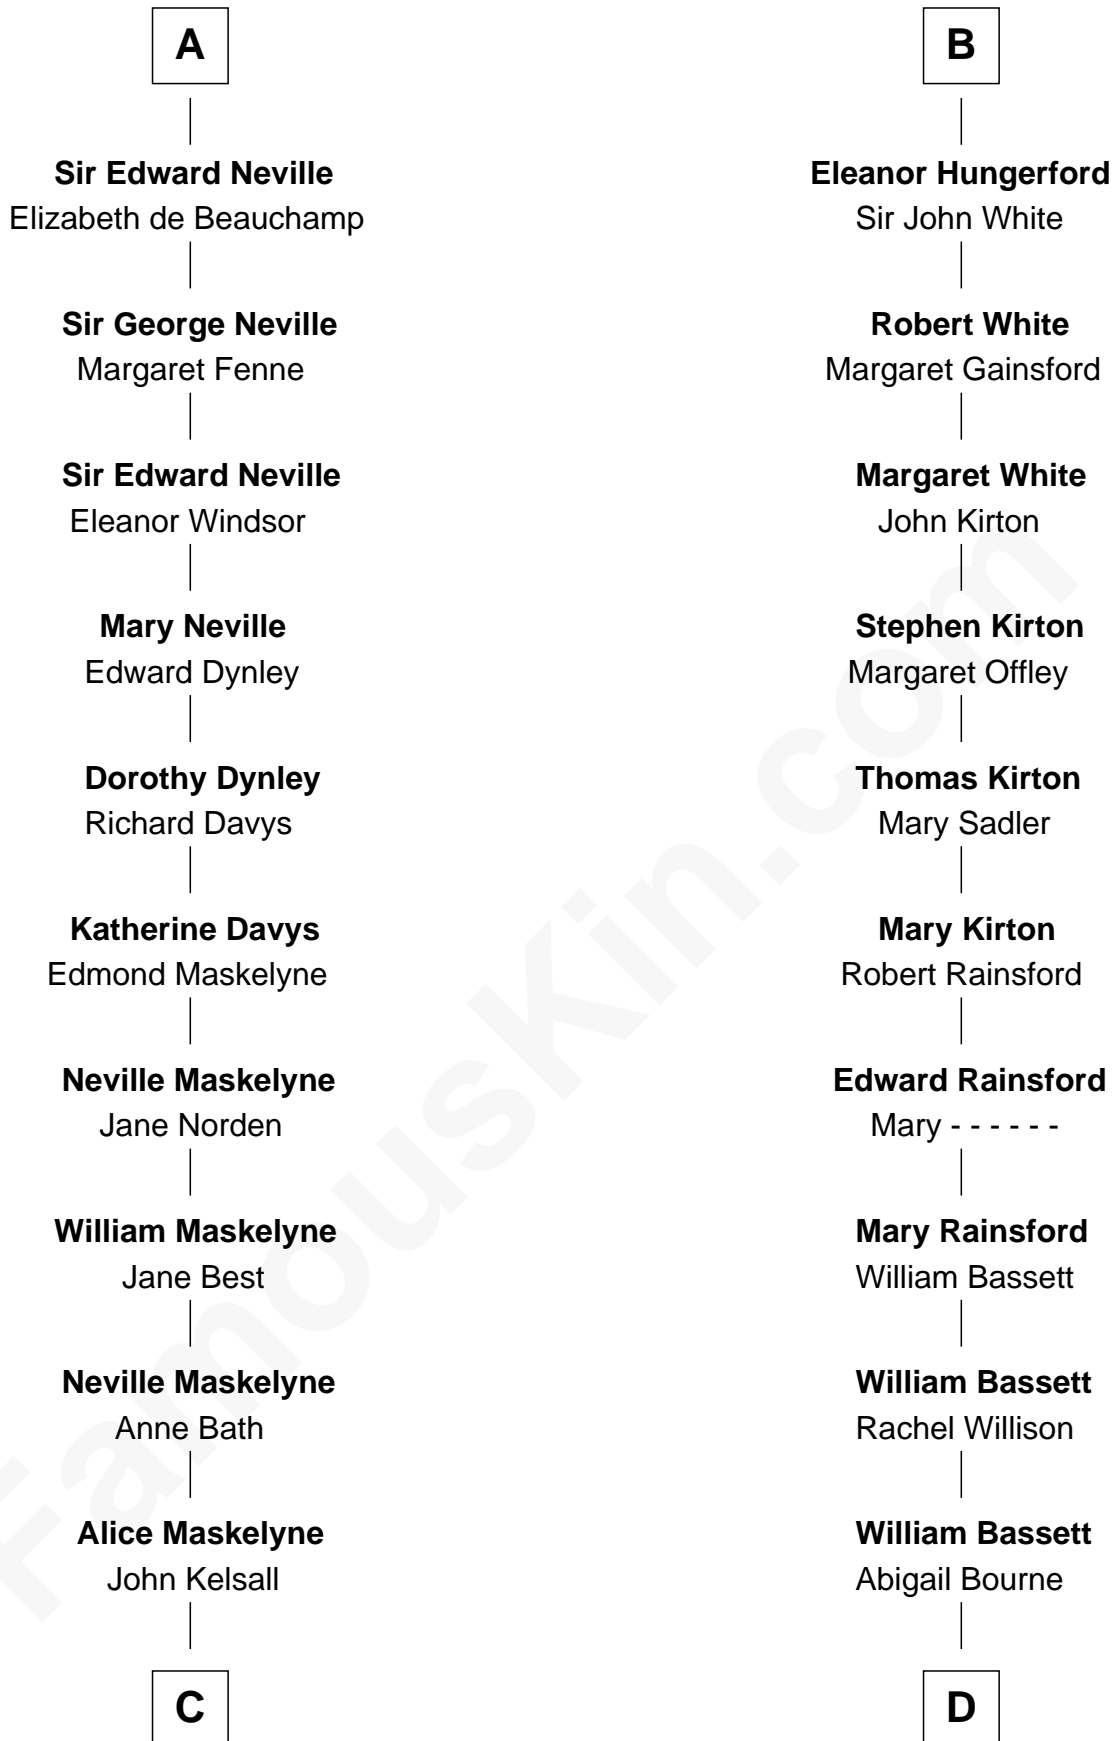 A
Sir Edward Neville
Elizabeth de Beauchamp
Sir George Neville
Margaret Fenne
Sir Edward Neville
Eleanor Windsor
Mary Neville
Edward Dynley
Dorothy Dynley
Richard Davys
Katherine Davys
Edmond Maskelyne
Neville Maskelyne
Jane Norden
William Maskelyne
Jane Best
Neville Maskelyne
Anne Bath
Alice Maskelyne
John Kelsall
C
B
Eleanor Hungerford
Sir John White
Robert White
Margaret Gainsford
Margaret White
John Kirton
Stephen Kirton
Margaret Offley
Thomas Kirton
Mary Sadler
Mary Kirton
Robert Rainsford
Edward Rainsford
Mary - - - - - -
Mary Rainsford
William Bassett
William Bassett
Rachel Willison
William Bassett
Abigail Bourne
D
FamousKin.com